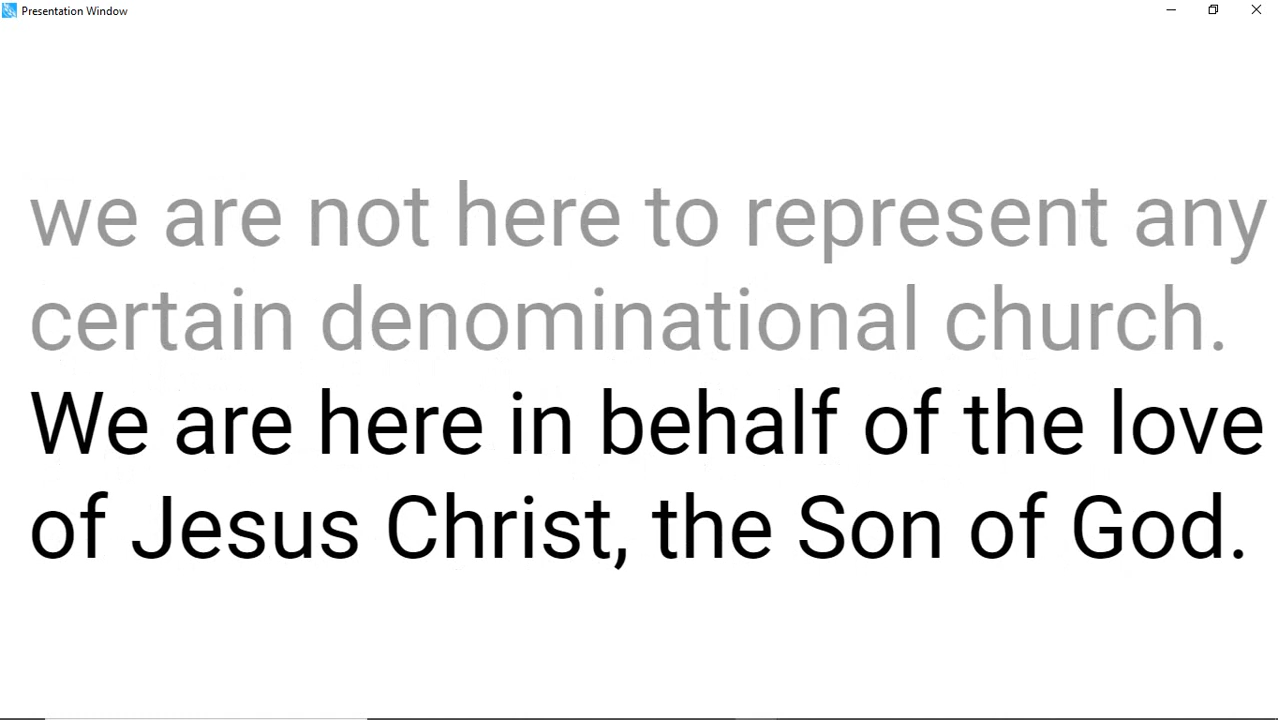 Presentation Window
we are not here to represent any
certain denominational church.
We are here in behalf of the love
of Jesus Christ, the Son of God.